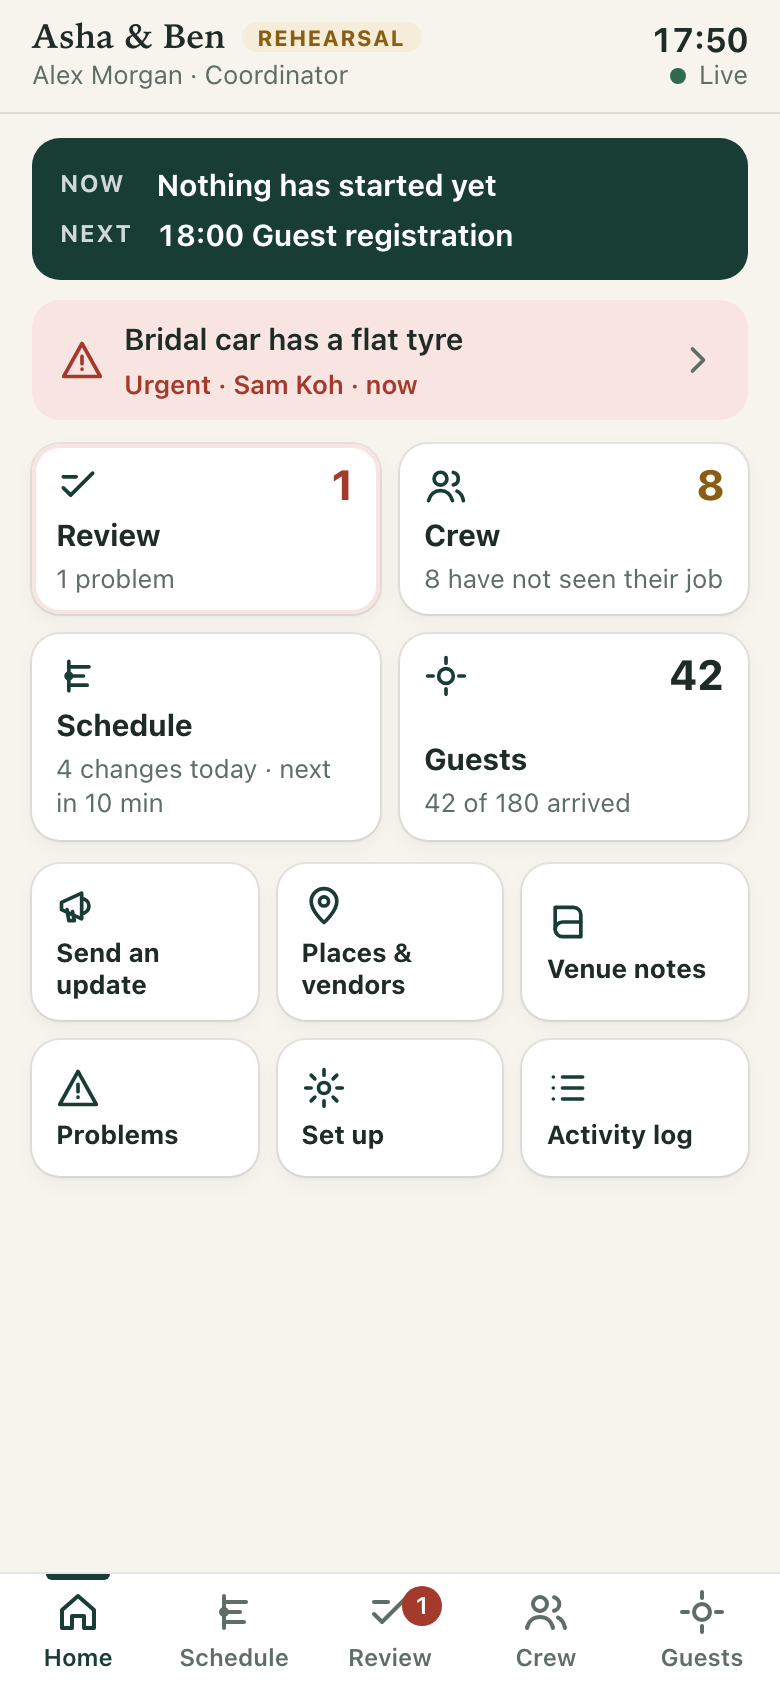 Asha & Ben REHEARSAL 17:50
Alex Morgan · Coordinator Live
NOW Nothing has started yet
NEXT 18:00 Guest registration
Bridal car has a flat tyre
Urgent · Sam Koh · now
1
Review
1 problem
8
Crew
8 have not seen their job
Schedule
4 changes today · next
in 10 min
42
Guests
42 of 180 arrived
Send an
update
Places &
vendors
Venue notes
Problems
Set up
Activity log
1
Home Schedule Review Crew Guests